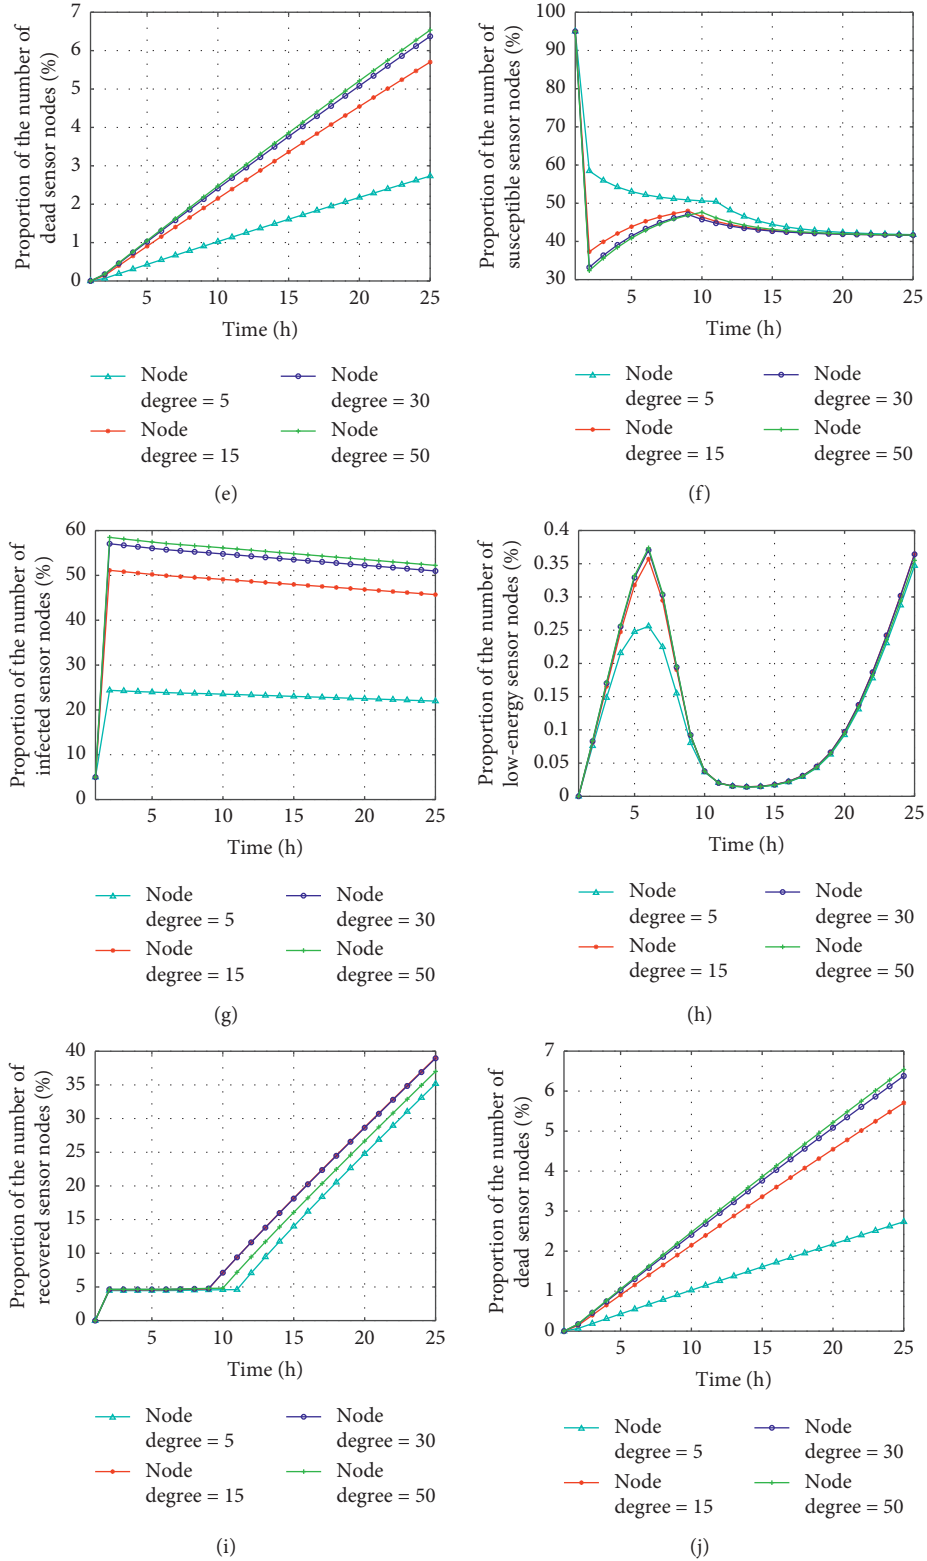 7
6
5
4
3
2
1
0
5
10
15
20
25
Proportion of the number of
dead sensor nodes (%)
Time (h)
Node
degree = 5
Node
degree = 15
Node
degree = 30
Node
degree = 50
(e)
100
90
80
70
60
50
40
30
5
10
15
20
25
Proportion of the number of
susceptible sensor nodes (%)
Time (h)
Node
degree = 5
Node
degree = 15
Node
degree = 30
Node
degree = 50
(f)
60
50
40
30
20
10
0
5
10
15
20
25
Proportion of the number of
infected sensor nodes (%)
Time (h)
Node
degree = 5
Node
degree = 15
Node
degree = 30
Node
degree = 50
(g)
0.4
0.35
0.3
0.25
0.2
0.15
0.1
0.05
0
5
10
15
20
25
Proportion of the number of
low-energy sensor nodes (%)
Time (h)
Node
degree = 5
Node
degree = 15
Node
degree = 30
Node
degree = 50
(h)
40
35
30
25
20
15
10
5
0
5
10
15
20
25
Proportion of the number of
recovered sensor nodes (%)
Time (h)
Node
degree = 5
Node
degree = 15
Node
degree = 30
Node
degree = 50
(i)
7
6
5
4
3
2
1
0
5
10
15
20
25
Proportion of the number of
dead sensor nodes (%)
Time (h)
Node
degree = 5
Node
degree = 15
Node
degree = 30
Node
degree = 50
(j)